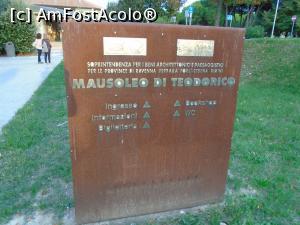 [c] © AmFostAcolo®
SOPRINTENDENZA PER I BENI ARCHITETTONICI E PAESAGGISTICI
PER LE PROVINCE DI RAVENNA FERRARA FORLI-CESENA RIMINI
MAUSOLEO DI TEODORICO
Ingresso ▲ ▲ Bookshop
Informazioni ▲ ▲ WC
Biglietteria ▲